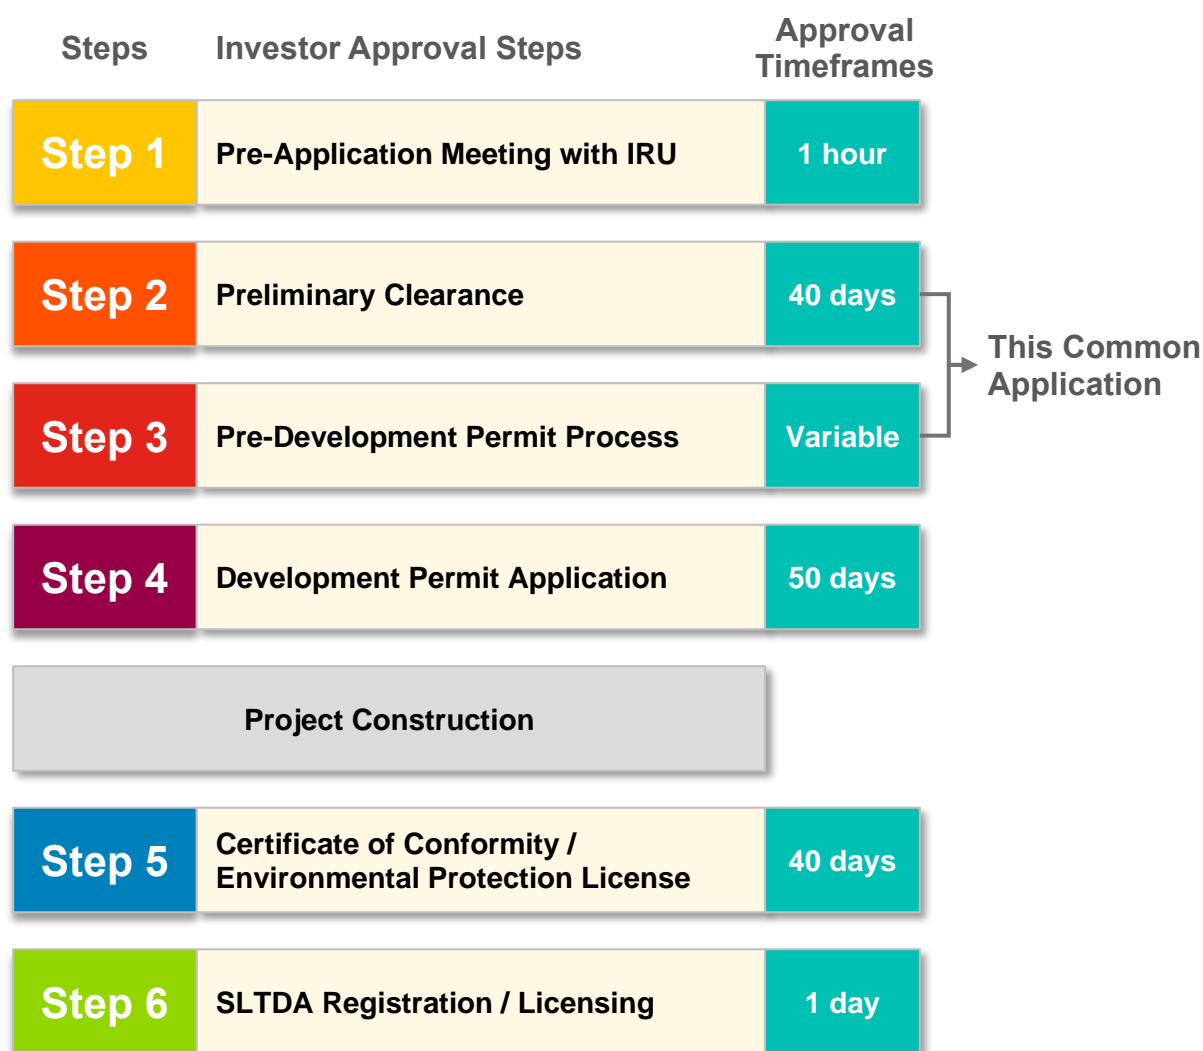 Steps Investor Approval Steps Approval
Timeframes
Step 1 Pre-Application Meeting with IRU 1 hour
Step 2 Preliminary Clearance 40 days
This Common
Application
Step 3 Pre-Development Permit Process Variable
Step 4 Development Permit Application 50 days
Project Construction
Step 5 Certificate of Conformity /
Environmental Protection License 40 days
Step 6 SLTDA Registration / Licensing 1 day